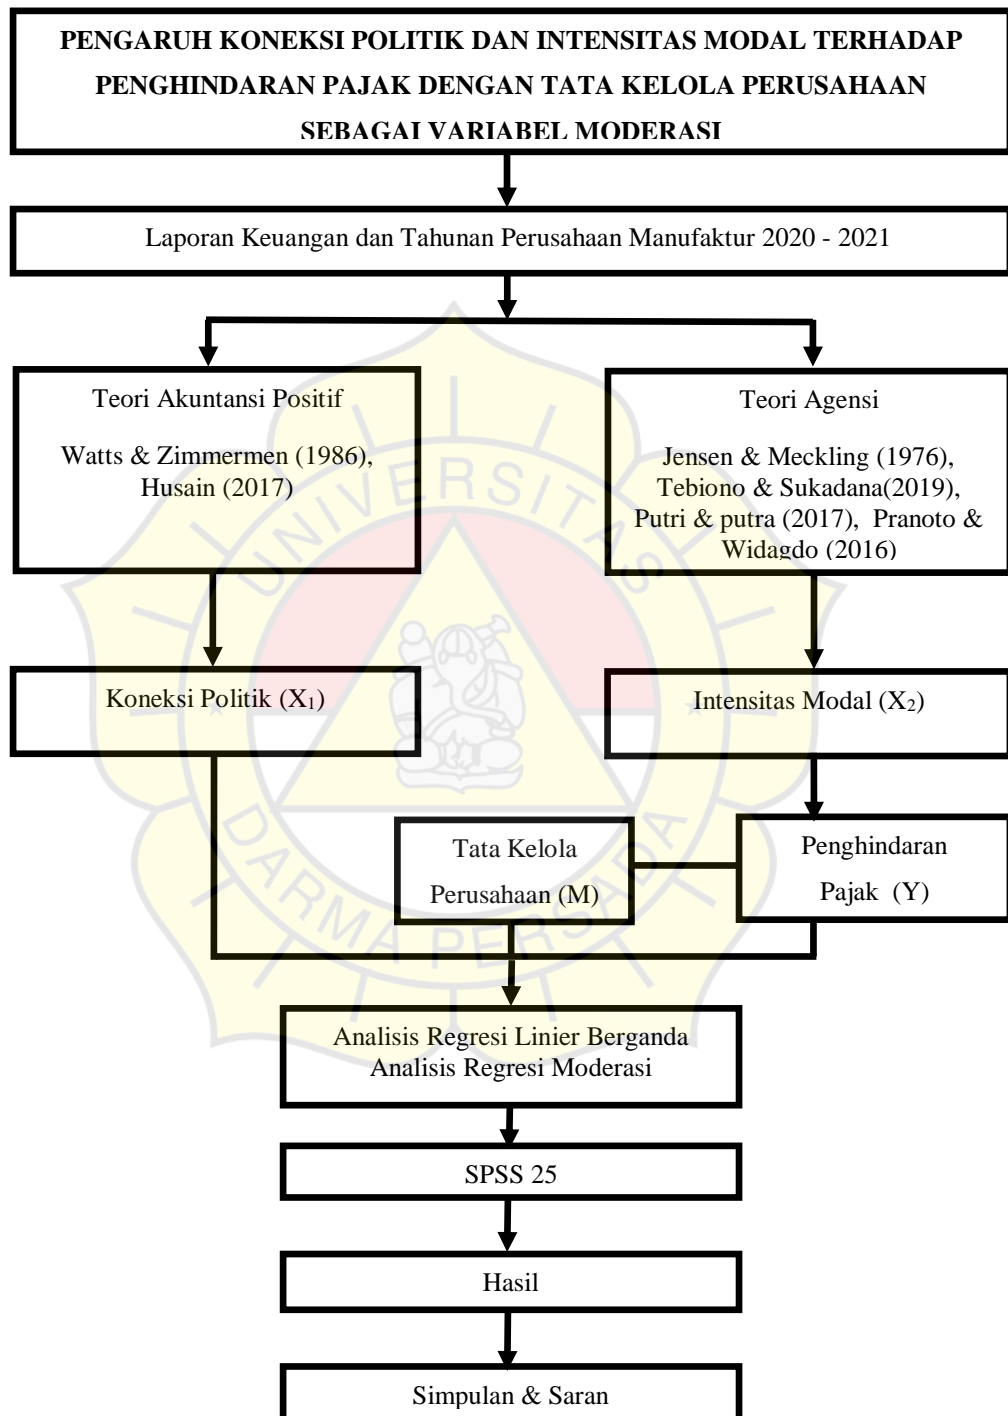 PENGARUH KONEKSI POLITIK DAN INTENSITAS MODAL TERHADAP
PENGHINDARAN PAJAK DENGAN TATA KELOLA PERUSAHAAN
SEBAGAI VARIABEL MODERASI
Laporan Keuangan dan Tahunan Perusahaan Manufaktur 2020 - 2021
Teori Akuntansi Positif
Watts & Zimmermen (1986),
Husain (2017)
Teori Agensi
Jensen & Meckling (1976),
Tebiono & Sukadana(2019),
Putri & putra (2017), Pranoto &
Widagdo (2016)
Koneksi Politik (X₁)
Intensitas Modal (X₂)
Tata Kelola
Perusahaan (M)
Penghindaran
Pajak (Y)
Analisis Regresi Linier Berganda
Analisis Regresi Moderasi
SPSS 25
Hasil
Simpulan & Saran
UNIVERSITAS
DARMA PERSADA